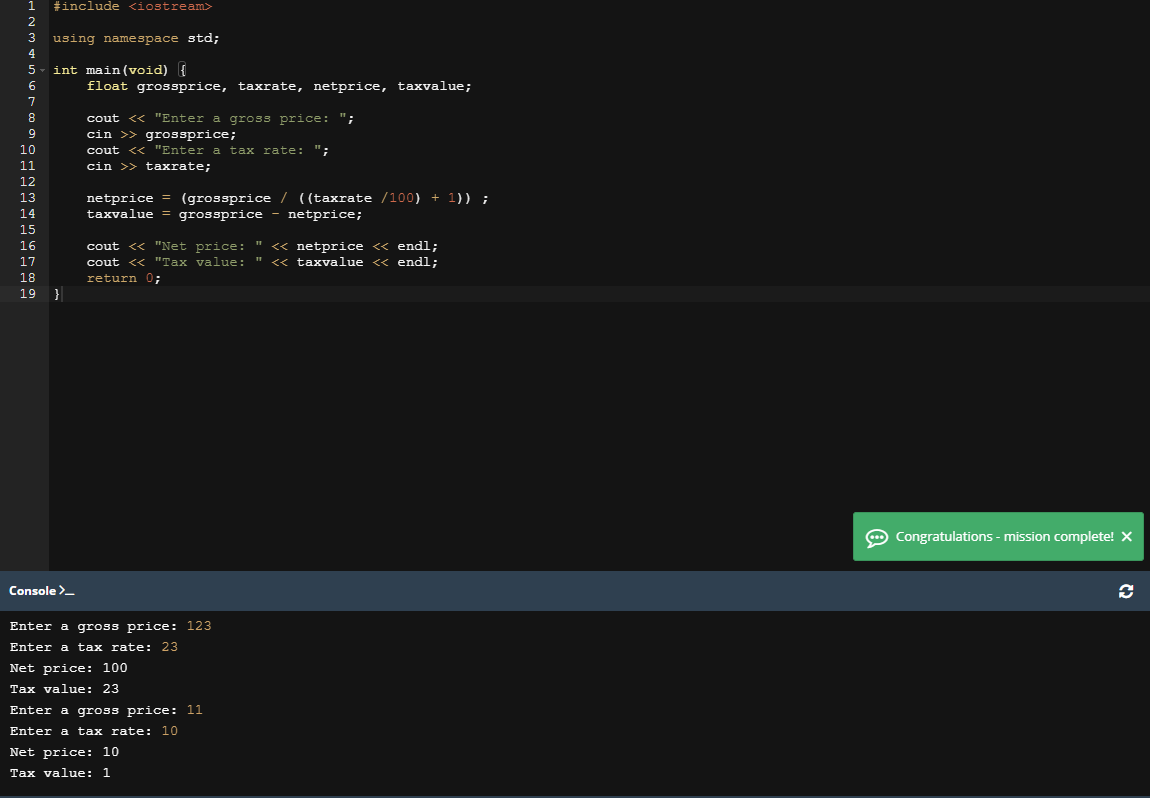 1 #include <iostream>
2
3 using namespace std;
4
5 int main(void) {
6     float grossprice, taxrate, netprice, taxvalue;
7
8     cout << "Enter a gross price: ";
9     cin >> grossprice;
10     cout << "Enter a tax rate: ";
11     cin >> taxrate;
12
13     netprice = (grossprice / ((taxrate /100) + 1)) ;
14     taxvalue = grossprice - netprice;
15
16     cout << "Net price: " << netprice << endl;
17     cout << "Tax value: " << taxvalue << endl;
18     return 0;
19 }
Congratulations - mission complete! ×
Console >_
Enter a gross price: 123
Enter a tax rate: 23
Net price: 100
Tax value: 23
Enter a gross price: 11
Enter a tax rate: 10
Net price: 10
Tax value: 1